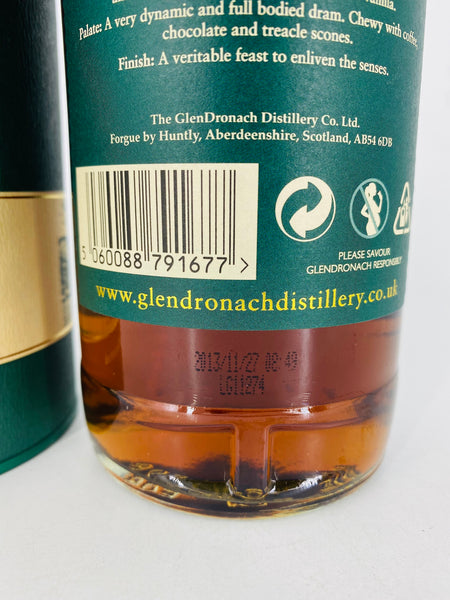 vanilla.
Palate: A very dynamic and full bodied dram. Chewy with coffee,
chocolate and treacle scones.
Finish: A veritable feast to enliven the senses.
The GlenDronach Distillery Co. Ltd.
Forgue by Huntly, Aberdeenshire, Scotland, AB54 6DB
5 060088 791677 >
PLEASE SAVOUR
GLENDRONACH RESPONSIBLY
www.glendronachdistillery.co.uk
2013/11/27 08:49
LG11274